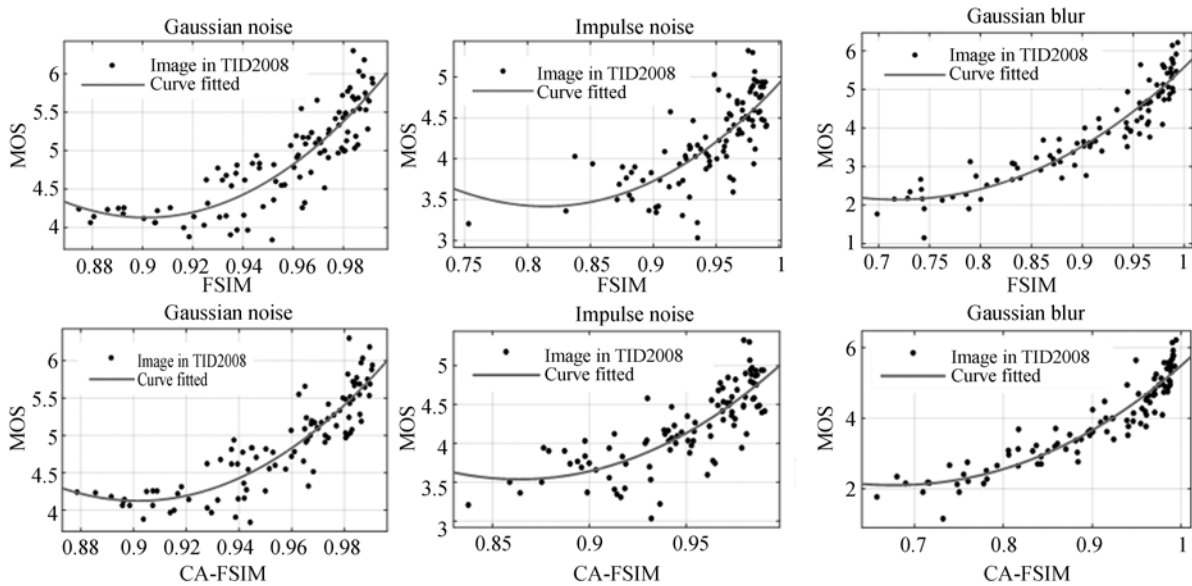 Gaussian noise
MOS
6
5.5
5
4.5
4
Image in TID2008
Curve fitted
0.88 0.9 0.92 0.94 0.96 0.98
FSIM
Impulse noise
MOS
5
4.5
4
3.5
3
Image in TID2008
Curve fitted
0.75 0.8 0.85 0.9 0.95 1
FSIM
Gaussian blur
MOS
6
5
4
3
2
1
Image in TID2008
Curve fitted
0.7 0.75 0.8 0.85 0.9 0.95 1
FSIM
Gaussian noise
MOS
6
5.5
5
4.5
4
Image in TID2008
Curve fitted
0.88 0.9 0.92 0.94 0.96 0.98
CA-FSIM
Impulse noise
MOS
5
4.5
4
3.5
3
Image in TID2008
Curve fitted
0.85 0.9 0.95
CA-FSIM
Gaussian blur
MOS
6
4
2
Image in TID2008
Curve fitted
0.7 0.8 0.9 1
CA-FSIM